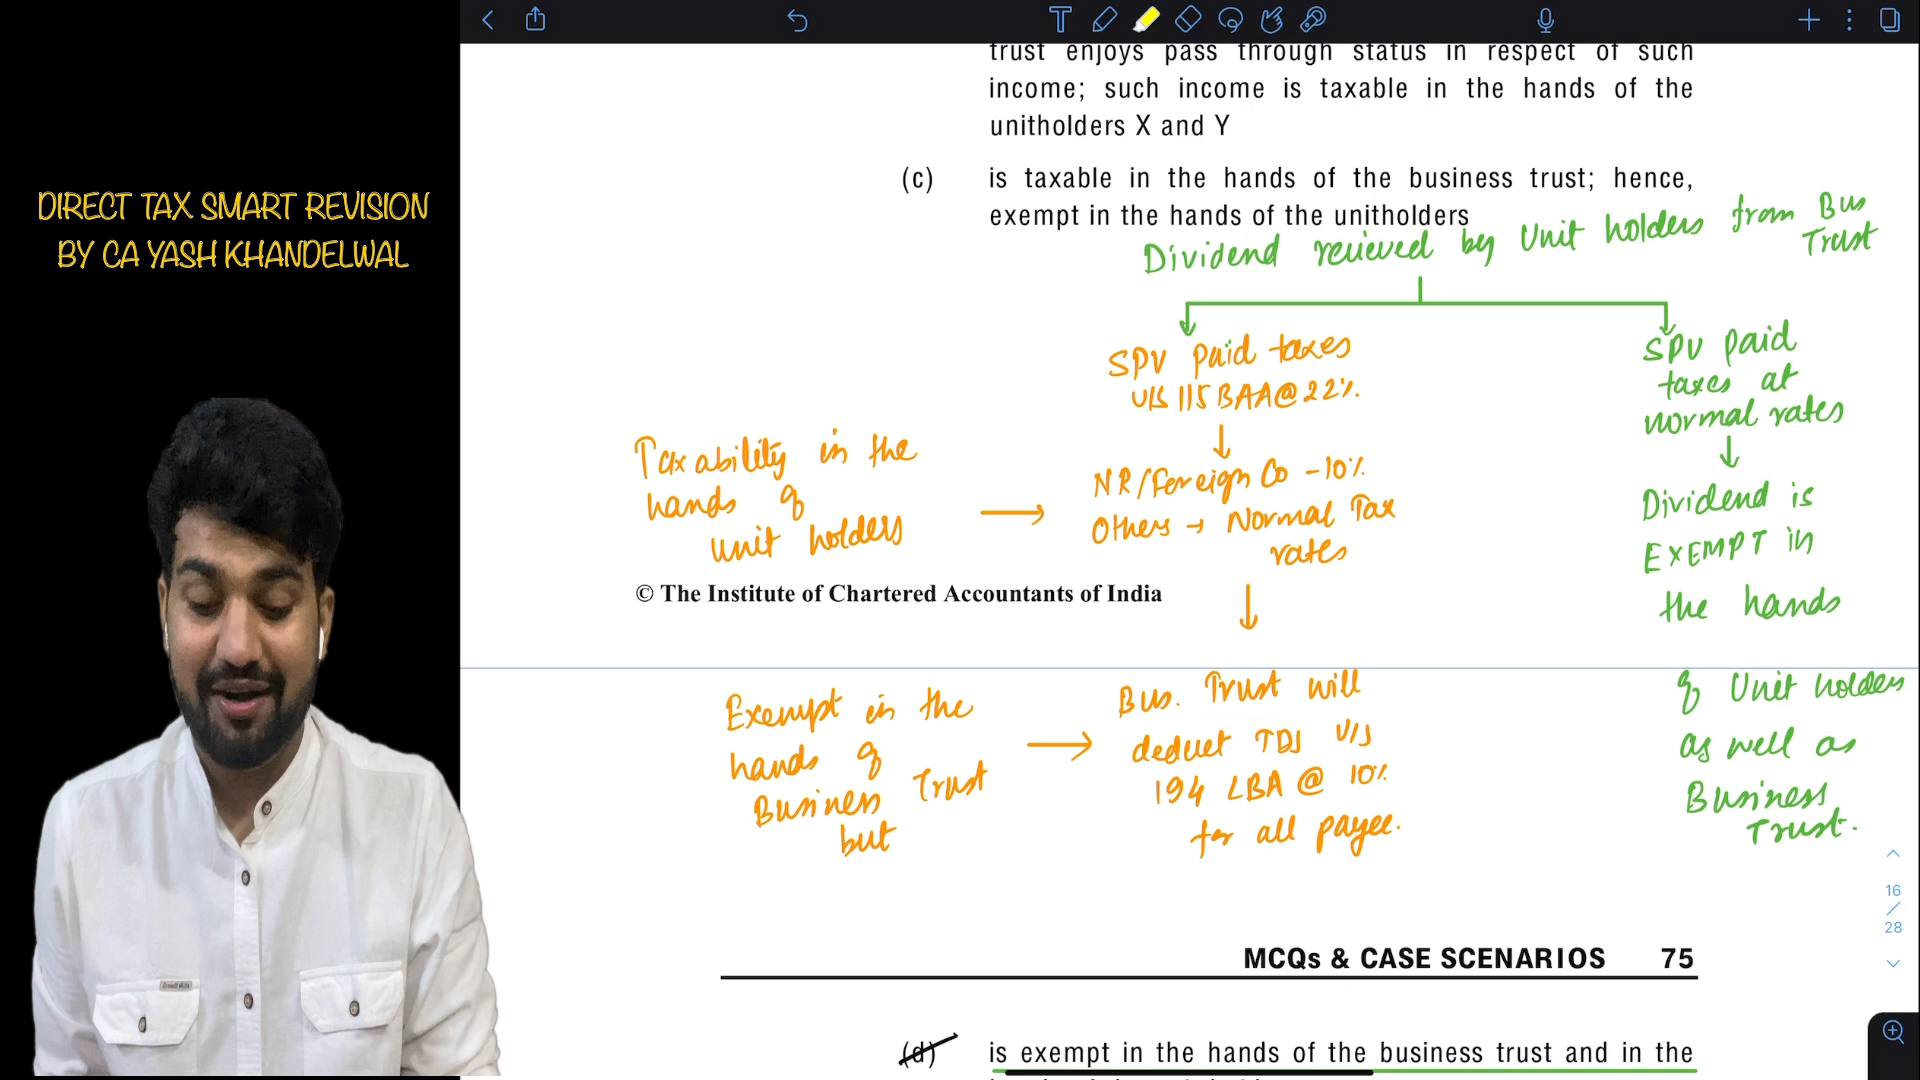 DIRECT TAX SMART REVISION
BY CA YASH KHANDELWAL
trust enjoys pass through status in respect of such
income; such income is taxable in the hands of the
unitholders X and Y
(c) is taxable in the hands of the business trust; hence,
exempt in the hands of the unitholders
Dividend recieved by Unit holders from Bus
Trust
SPV Paid taxes
U/S 115 BAA @ 22%.
NR/Foreign Co - 10%.
Others → Normal Tax
rates
SPV paid
taxes at
normal rates
Dividend is
EXEMPT in
the hands
of Unit holders
as well as
Business
Trust.
Taxability in the
hands of
unit holders
© The Institute of Chartered Accountants of India
Exempt in the
hands of
Business Trust
but
Bus. Trust will
deduct TDS U/S
194 LBA @ 10%.
for all payee.
16
/
28
MCQs & CASE SCENARIOS 75
(d) is exempt in the hands of the business trust and in the